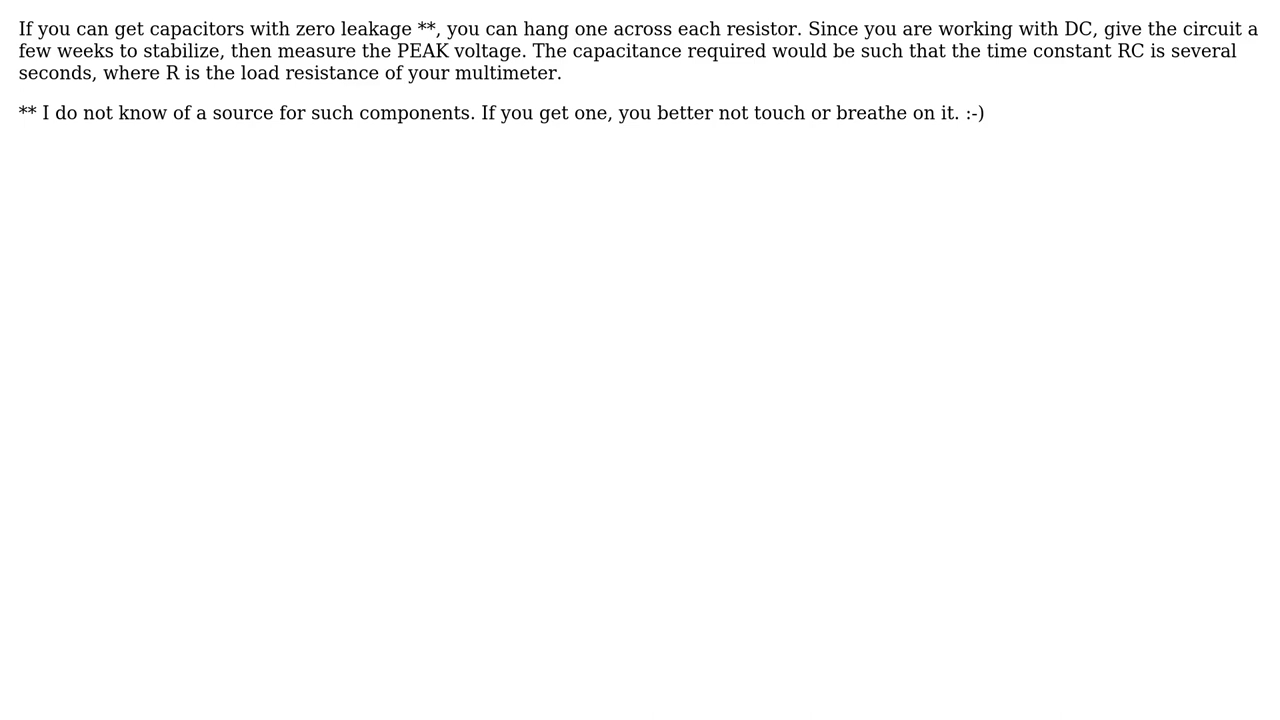 If you can get capacitors with zero leakage **, you can hang one across each resistor. Since you are working with DC, give the circuit a
few weeks to stabilize, then measure the PEAK voltage. The capacitance required would be such that the time constant RC is several
seconds, where R is the load resistance of your multimeter.
** I do not know of a source for such components. If you get one, you better not touch or breathe on it. :-)